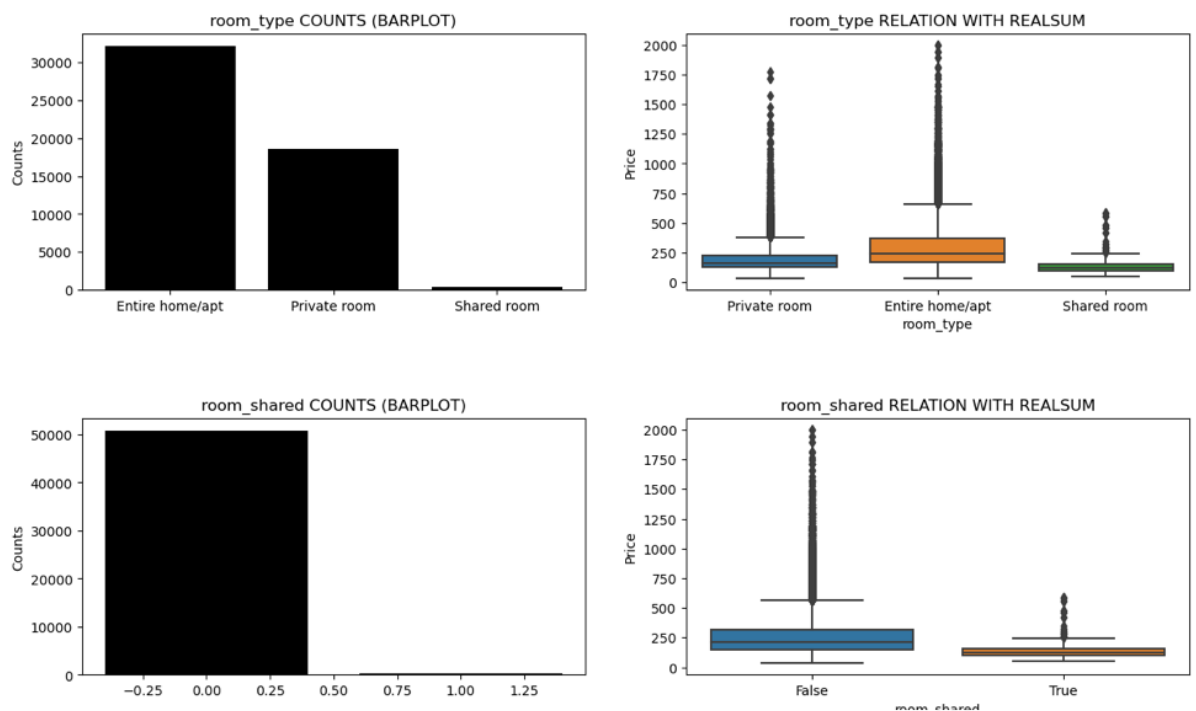 room_type COUNTS (BARPLOT)
Counts
30000
25000
20000
15000
10000
5000
0
Entire home/apt Private room Shared room
room_type RELATION WITH REALSUM
Price
2000
1750
1500
1250
1000
750
500
250
0
Private room Entire home/apt Shared room
room_type
room_shared COUNTS (BARPLOT)
Counts
50000
40000
30000
20000
10000
0
−0.25 0.00 0.25 0.50 0.75 1.00 1.25
room_shared RELATION WITH REALSUM
Price
2000
1750
1500
1250
1000
750
500
250
0
False True
room_shared